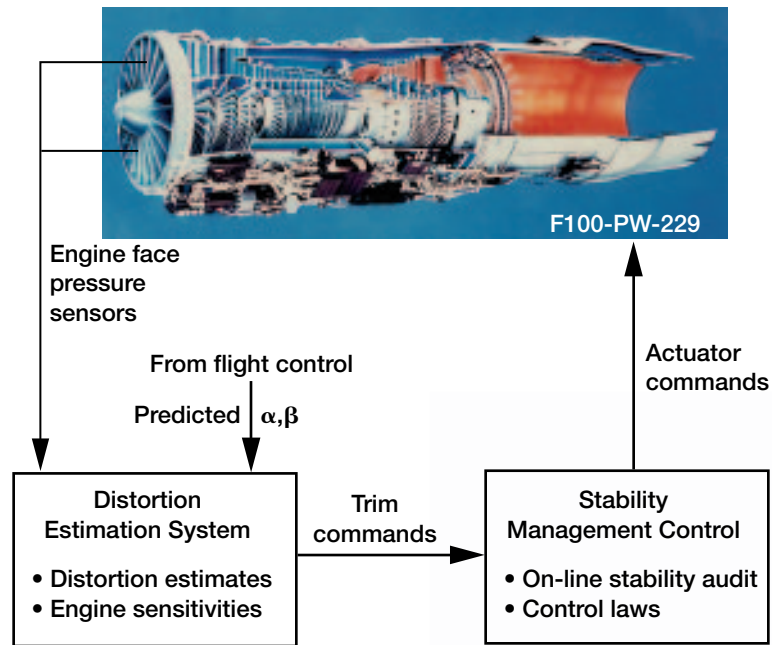 F100-PW-229
Engine face
pressure
sensors
From flight control
Predicted α,β
Actuator
commands
Distortion
Estimation System
• Distortion estimates
• Engine sensitivities
Trim
commands
Stability
Management Control
• On-line stability audit
• Control laws